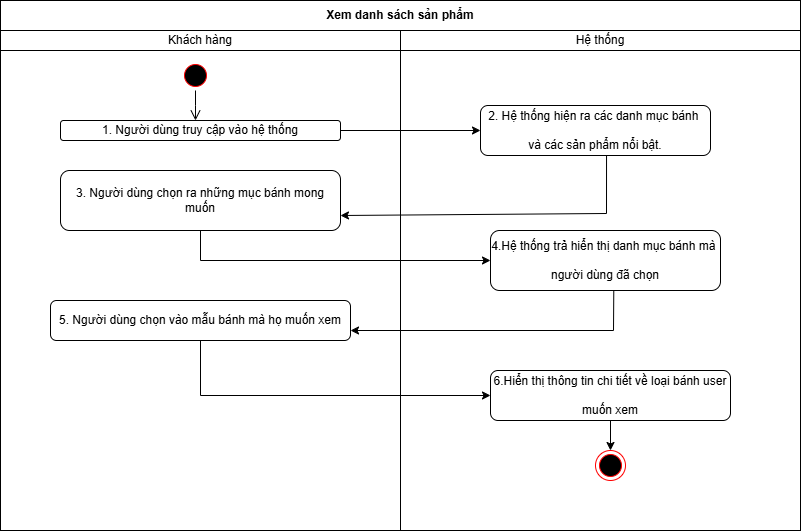 Xem danh sách sản phẩm
Khách hàng
Hệ thống
1. Người dùng truy cập vào hệ thống
2. Hệ thống hiện ra các danh mục bánh
và các sản phẩm nổi bật.
3. Người dùng chọn ra những mục bánh mong
muốn
4.Hệ thống trả hiển thị danh mục bánh mà
người dùng đã chọn
5. Người dùng chọn vào mẫu bánh mà họ muốn xem
6.Hiển thị thông tin chi tiết về loại bánh user
muốn xem